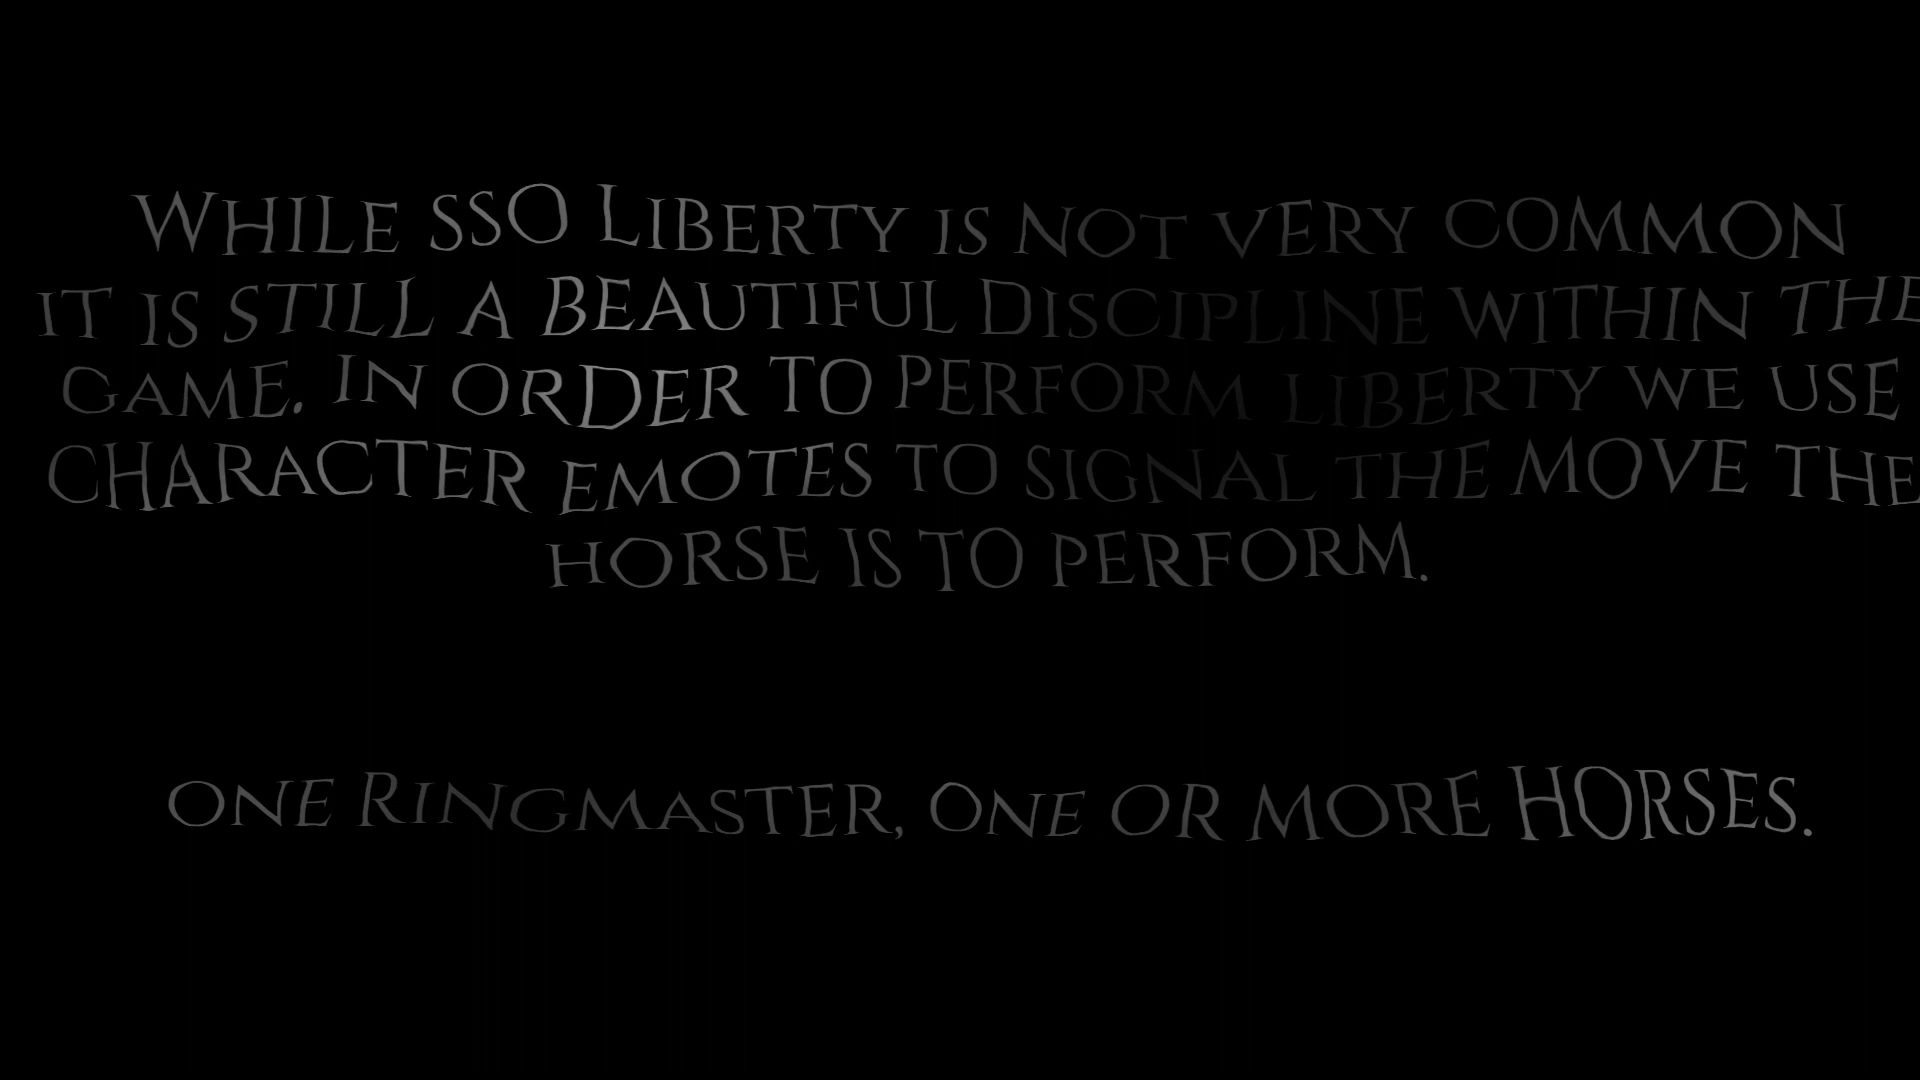 While SSO Liberty is not very common
it is still a beautiful Discipline within the
game. In order to perform liberty we use
character emotes to signal the move the
horse is to perform.
One Ringmaster, One or more horses.